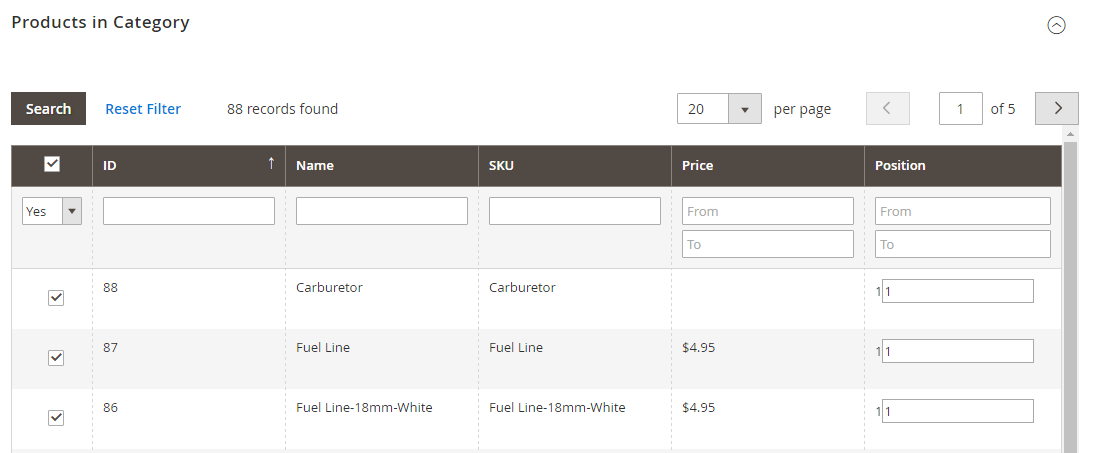 Products in Category
Search Reset Filter 88 records found 20 per page 1 of 5
ID Name SKU Price Position
Yes From From
To To
88 Carburetor Carburetor 1 1
87 Fuel Line Fuel Line $4.95 1 1
86 Fuel Line-18mm-White Fuel Line-18mm-White $4.95 1 1